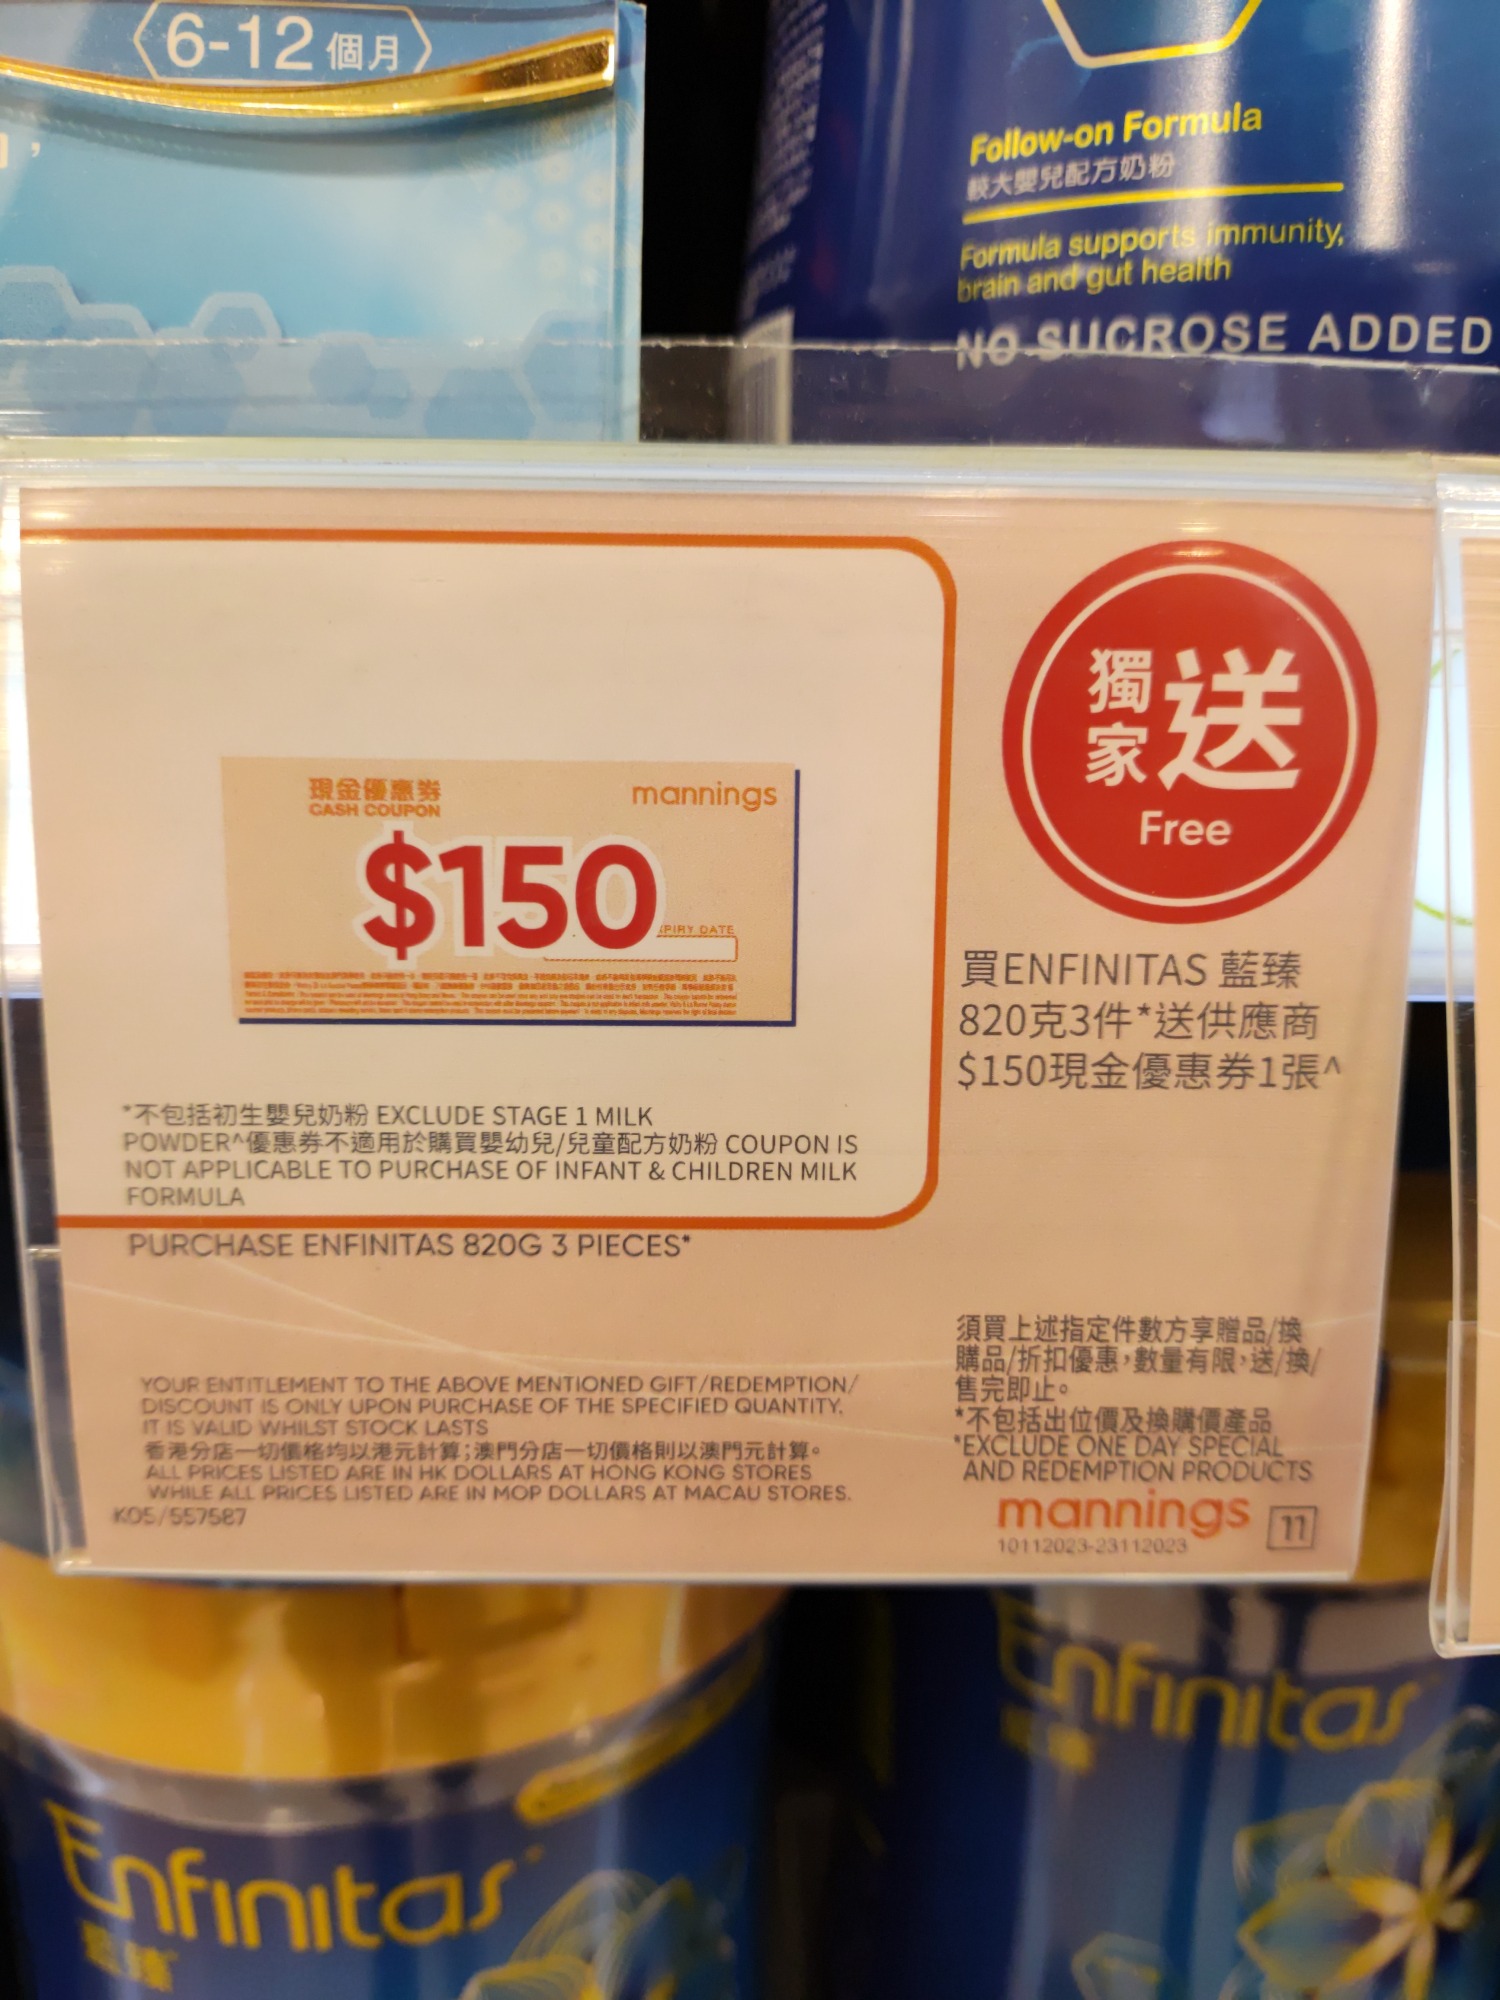 6-12個月
Follow-on Formula
較大嬰兒配方奶粉
Formula supports immunity,
brain and gut health
NO SUCROSE ADDED
獨家送
Free
現金優惠券
CASH COUPON
mannings
$150
PIRY DATE
買ENFINITAS 藍臻
820克3件*送供應商
$150現金優惠券1張^
*不包括初生嬰兒奶粉 EXCLUDE STAGE 1 MILK
POWDER^優惠券不適用於購買嬰幼兒/兒童配方奶粉 COUPON IS
NOT APPLICABLE TO PURCHASE OF INFANT & CHILDREN MILK
FORMULA
PURCHASE ENFINITAS 820G 3 PIECES*
YOUR ENTITLEMENT TO THE ABOVE MENTIONED GIFT/REDEMPTION/
DISCOUNT IS ONLY UPON PURCHASE OF THE SPECIFIED QUANTITY.
IT IS VALID WHILST STOCK LASTS
香港分店一切價格均以港元計算;澳門分店一切價格則以澳門元計算。
ALL PRICES LISTED ARE IN HK DOLLARS AT HONG KONG STORES
WHILE ALL PRICES LISTED ARE IN MOP DOLLARS AT MACAU STORES.
K05/557587
須買上述指定件數方享贈品/換
購品/折扣優惠,數量有限,送/換/
售完即止。
*不包括出位價及換購價產品
*EXCLUDE ONE DAY SPECIAL
AND REDEMPTION PRODUCTS
mannings 11
10112023-23112023
Enfinitas
藍臻
Enfinitas